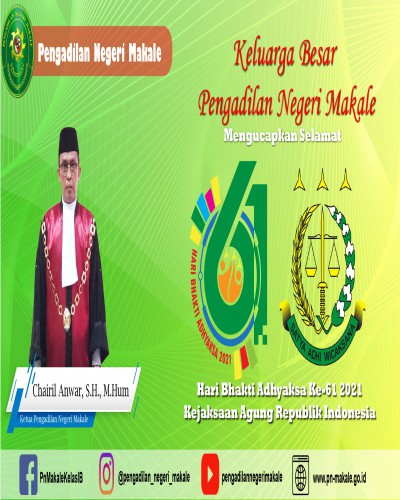 Pengadilan Negeri Makale
Keluarga Besar
Pengadilan Negeri Makale
Mengucapkan Selamat
61
HARI BHAKTI ADHYAKSA 2021
SATYA ADHI WICAKSANA
Chairil Anwar, S.H., M.Hum
Ketua Pengadilan Negeri Makale
Hari Bhakti Adhyaksa Ke-61 2021
Kejaksaan Agung Republik Indonesia
PnMakaleKelasIB
@pengadilan_negeri_makale
pengadilannegerimakale
www.pn-makale.go.id